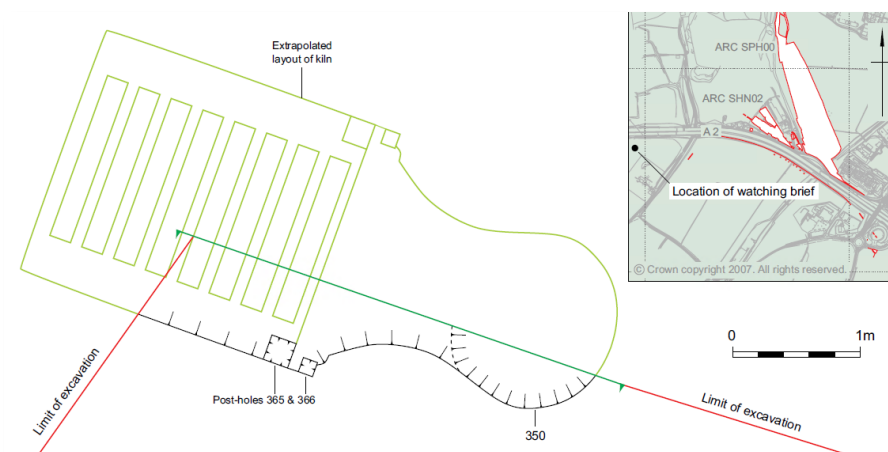 Extrapolated
layout of kiln
ARC SPH00
ARC SHN02
A 2
Location of watching brief
© Crown copyright 2007. All rights reserved.
0
1m
Limit of excavation
Post-holes 365 & 366
350
Limit of excavation